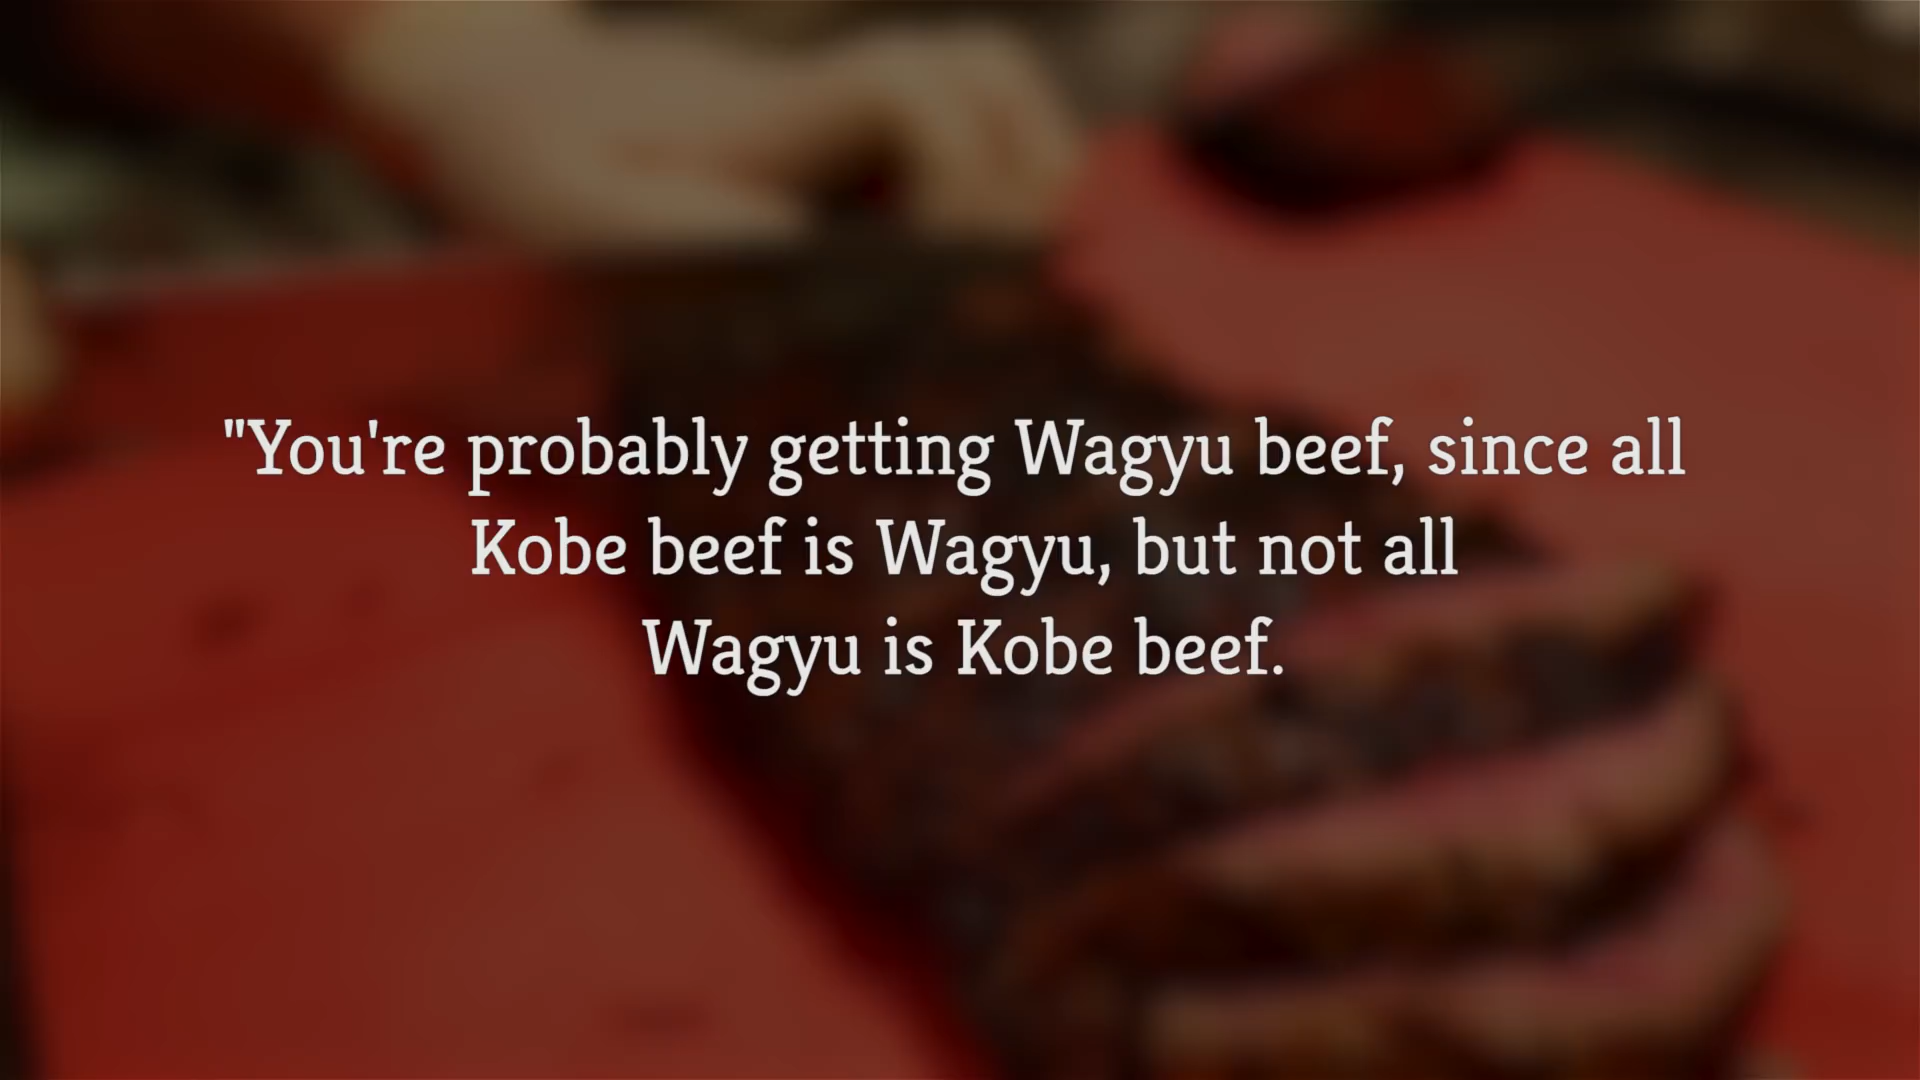 "You're probably getting Wagyu beef, since all
Kobe beef is Wagyu, but not all
Wagyu is Kobe beef.